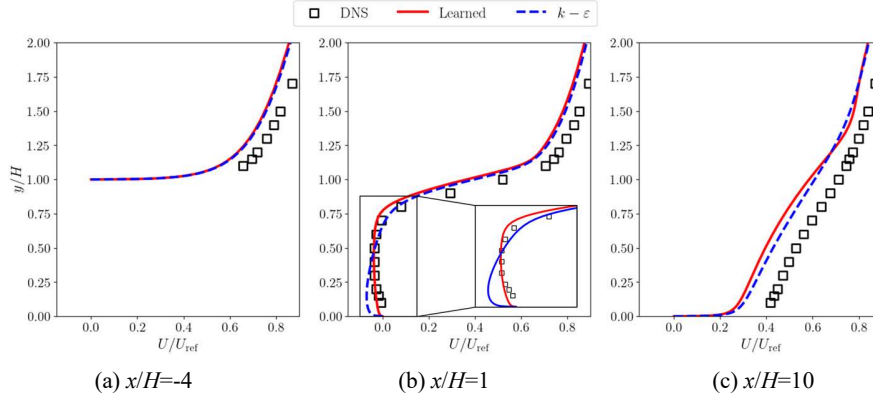 DNS Learned k − ε
2.00 2.00 2.00
1.75 1.75 1.75
1.50 1.50 1.50
1.25 1.25 1.25
y/H 1.00 1.00 1.00
0.75 0.75 0.75
0.50 0.50 0.50
0.25 0.25 0.25
0.00 0.00 0.00
0.0 0.2 0.4 0.6 0.8 0.0 0.2 0.4 0.6 0.8 0.0 0.2 0.4 0.6 0.8
U/Uref U/Uref U/Uref
(a) x/H=-4 (b) x/H=1 (c) x/H=10